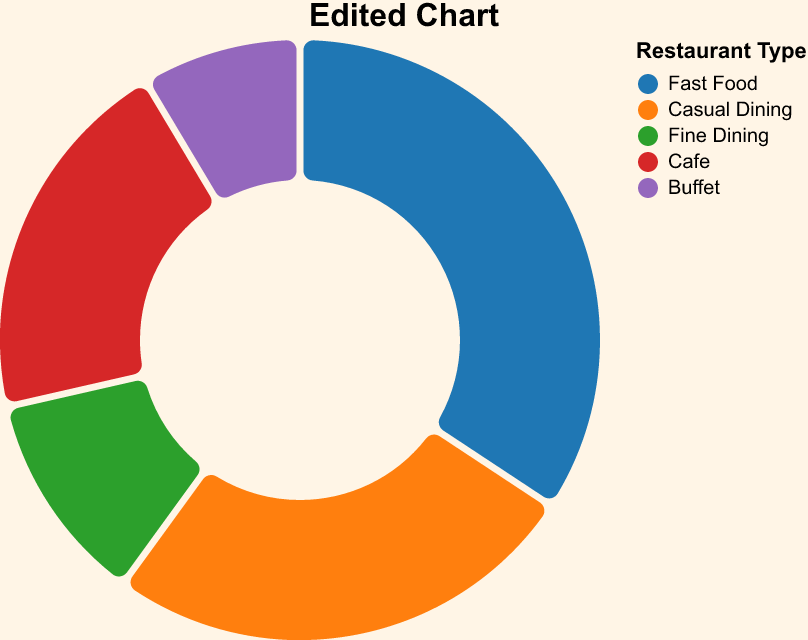 Edited Chart
Restaurant Type
Fast Food
Casual Dining
Fine Dining
Cafe
Buffet